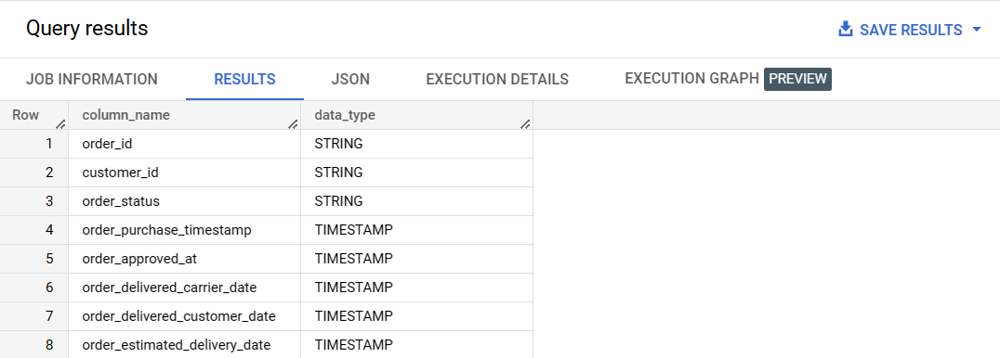 Query results
SAVE RESULTS
JOB INFORMATION RESULTS JSON EXECUTION DETAILS EXECUTION GRAPH PREVIEW
Row column_name data_type
1 order_id STRING
2 customer_id STRING
3 order_status STRING
4 order_purchase_timestamp TIMESTAMP
5 order_approved_at TIMESTAMP
6 order_delivered_carrier_date TIMESTAMP
7 order_delivered_customer_date TIMESTAMP
8 order_estimated_delivery_date TIMESTAMP